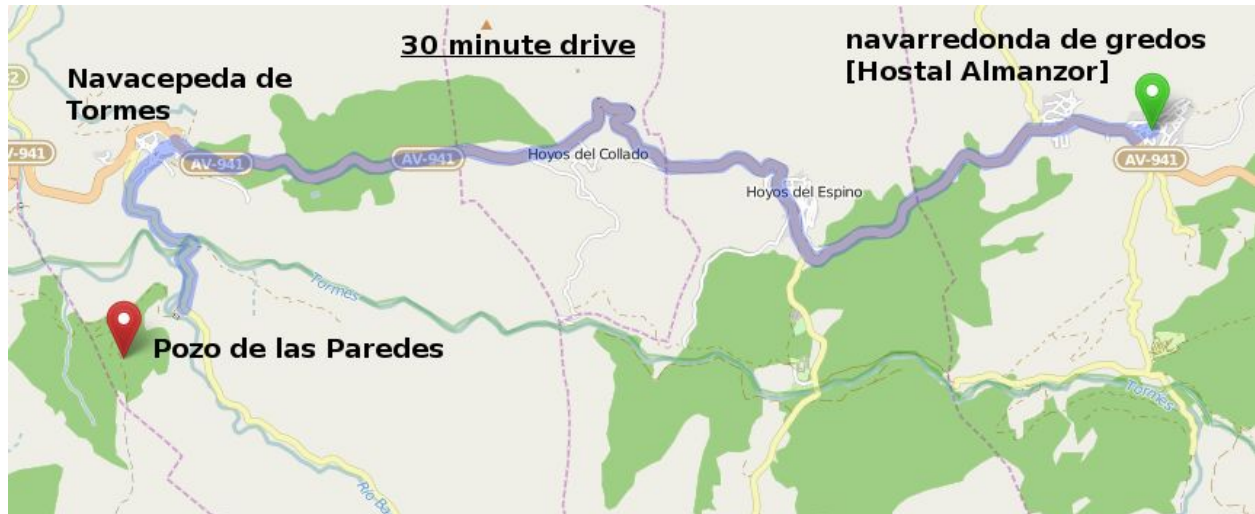 30 minute drive
navarredonda de gredos
[Hostal Almanzor]
Navacepeda de
Tormes
AV-941
AV-941
AV-941
Hoyos del Collado
Hoyos del Espino
Tormes
Pozo de las Paredes
Tormes